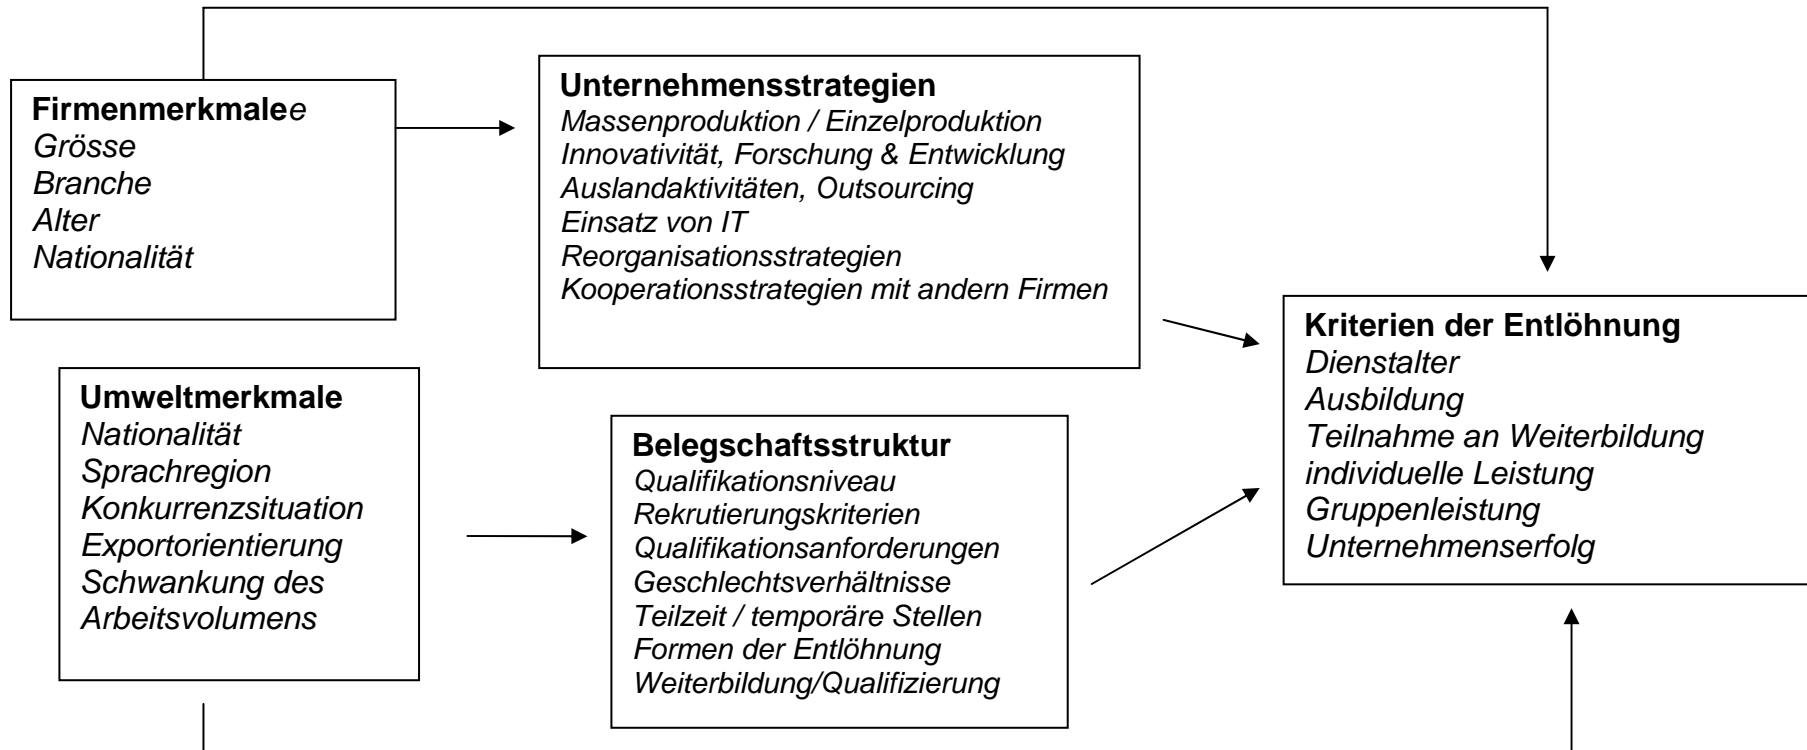 Firmenmerkmalee
Grösse
Branche
Alter
Nationalität
Unternehmensstrategien
Massenproduktion / Einzelproduktion
Innovativität, Forschung & Entwicklung
Auslandaktivitäten, Outsourcing
Einsatz von IT
Reorganisationsstrategien
Kooperationsstrategien mit andern Firmen
Umweltmerkmale
Nationalität
Sprachregion
Konkurrenzsituation
Exportorientierung
Schwankung des
Arbeitsvolumens
Belegschaftsstruktur
Qualifikationsniveau
Rekrutierungskriterien
Qualifikationsanforderungen
Geschlechtsverhältnisse
Teilzeit / temporäre Stellen
Formen der Entlöhnung
Weiterbildung/Qualifizierung
Kriterien der Entlöhnung
Dienstalter
Ausbildung
Teilnahme an Weiterbildung
individuelle Leistung
Gruppenleistung
Unternehmenserfolg